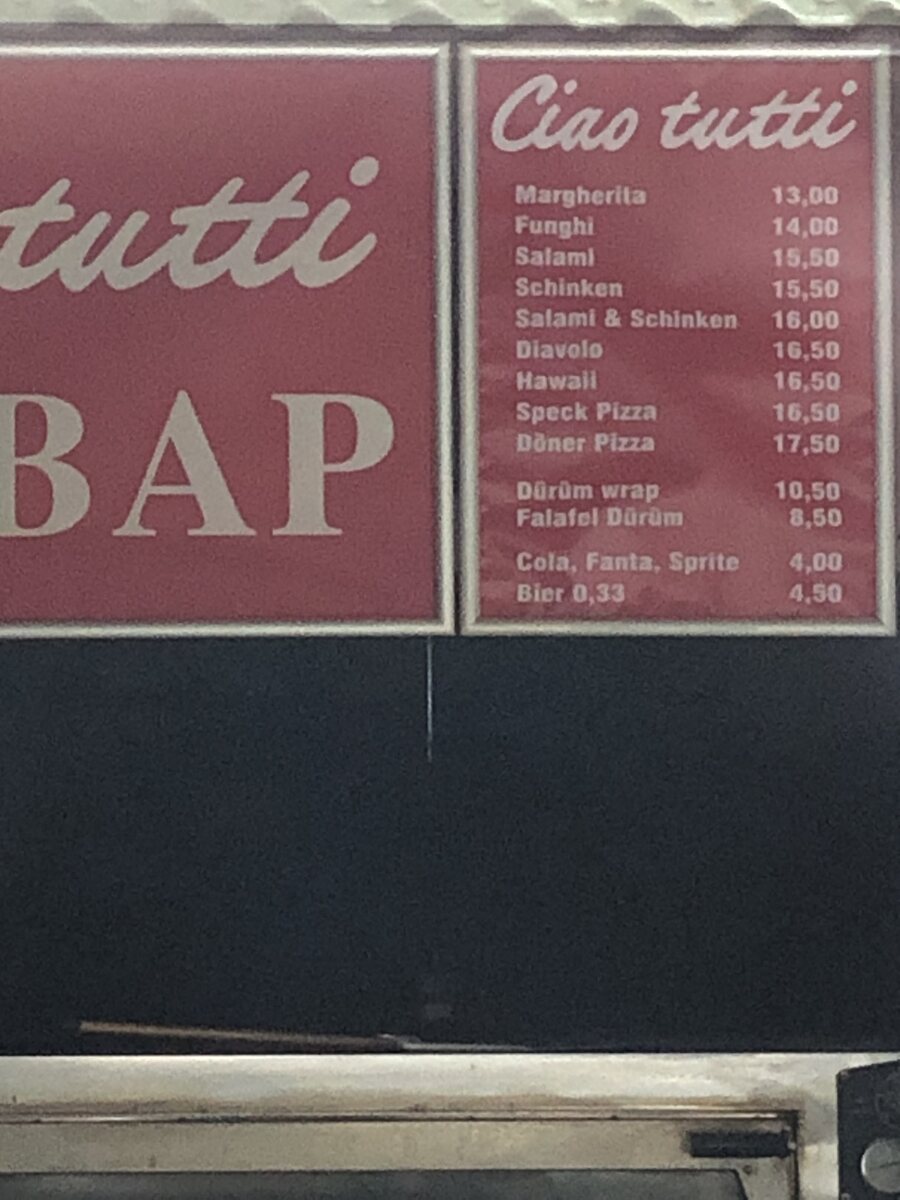 tutti
BAP
Ciao tutti
Margherita 13,00
Funghi 14,00
Salami 15,50
Schinken 15,50
Salami & Schinken 16,00
Diavolo 16,50
Hawaii 16,50
Speck Pizza 16,50
Döner Pizza 17,50
Dürüm wrap 10,50
Falafel Dürüm 8,50
Cola, Fanta, Sprite 4,00
Bier 0,33 4,50